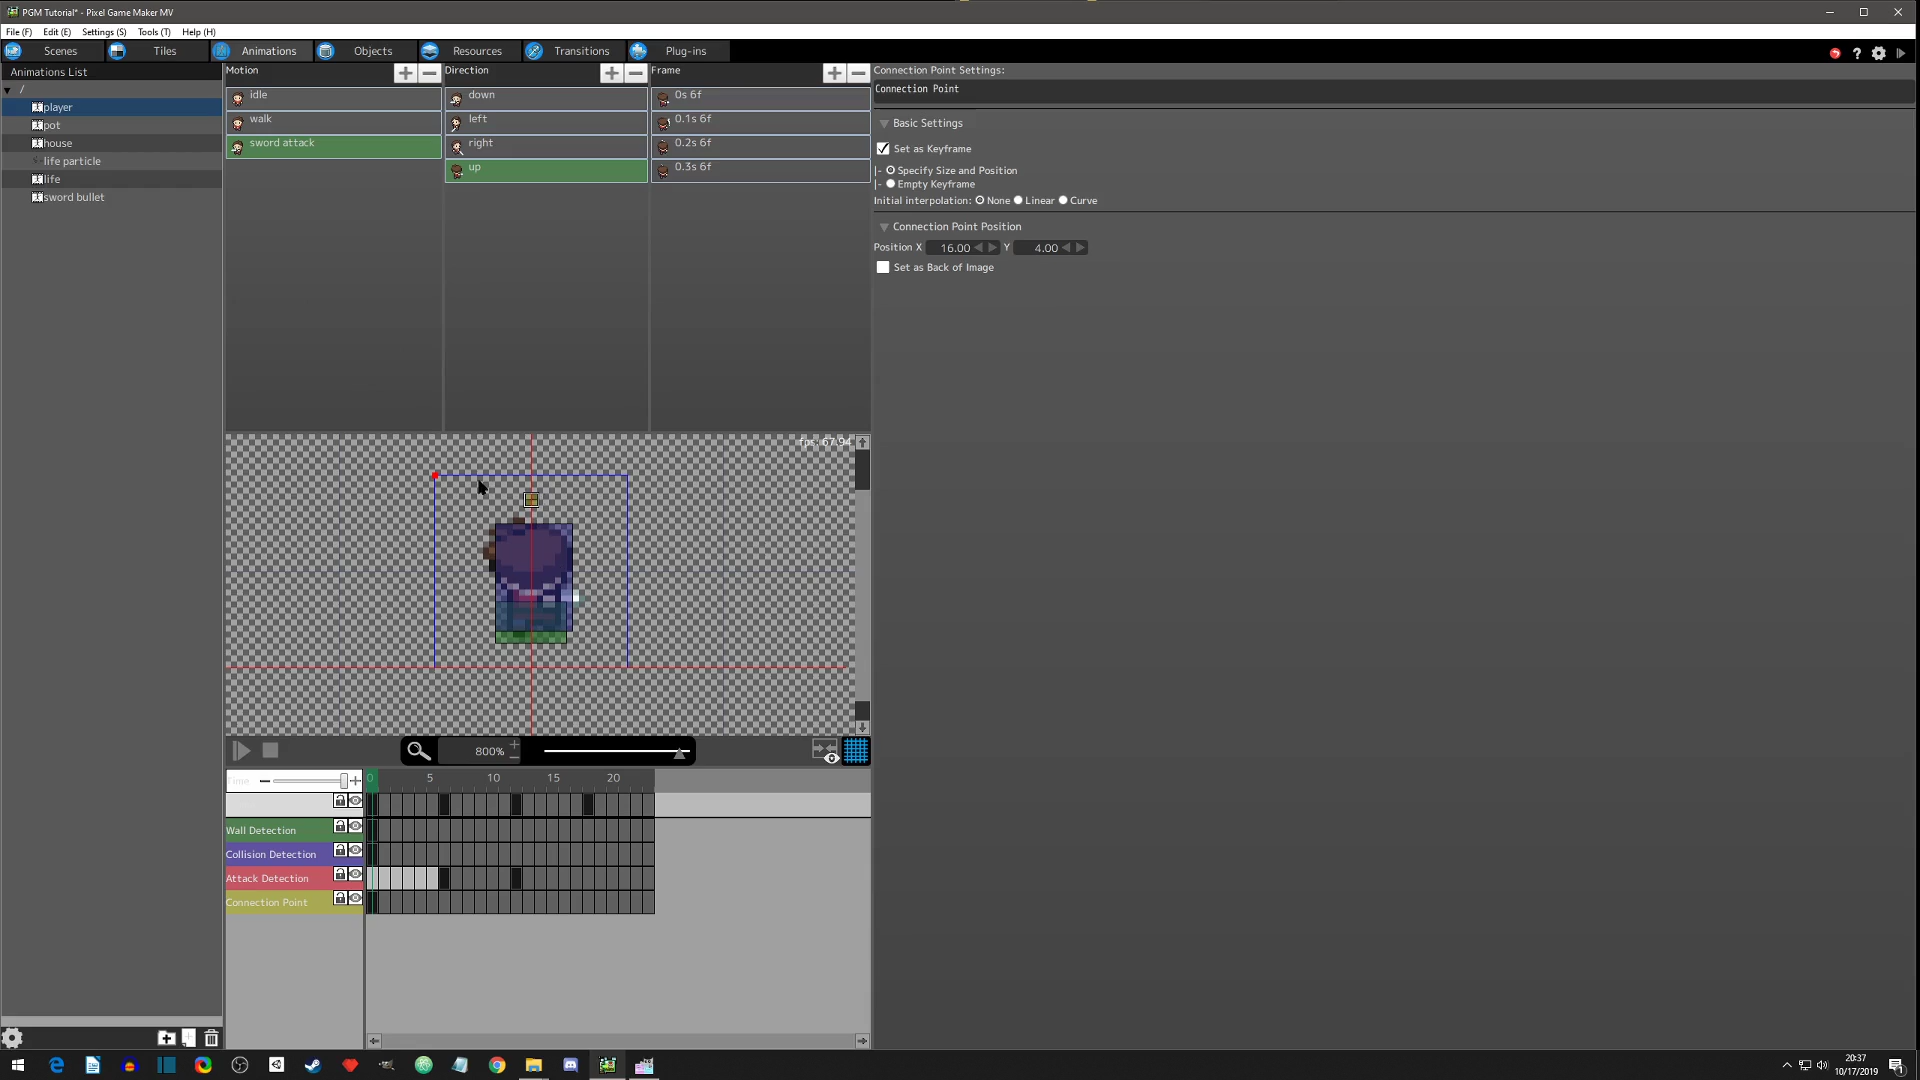 PGM Tutorial* - Pixel Game Maker MV
File (F) Edit (E) Settings (S) Tools (T) Help (H)
Scenes Tiles Animations Objects Resources Transitions Plug-ins
Animations List
/
player
pot
house
life particle
life
sword bullet
Motion
idle
walk
sword attack
Direction
down
left
right
up
Frame
0s 6f
0.1s 6f
0.2s 6f
0.3s 6f
Connection Point Settings:
Connection Point
Basic Settings
Set as Keyframe
|- Specify Size and Position
|- Empty Keyframe
Initial interpolation: None Linear Curve
Connection Point Position
Position X 16.00 Y 4.00
Set as Back of Image
fps: 67.94
800%
Time 0 5 10 15 20
Wall Detection
Collision Detection
Attack Detection
Connection Point
20:37
10/17/2019